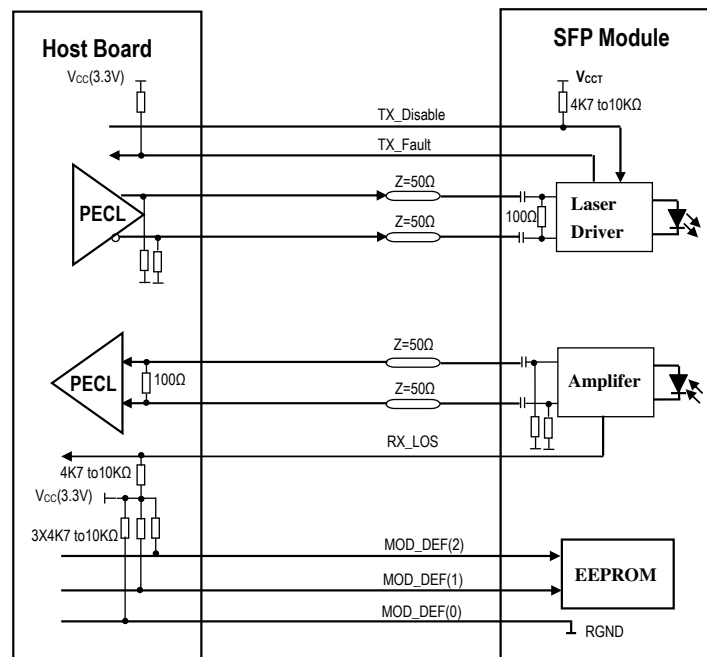 Host Board
SFP Module
VCC(3.3V)
VCCT
4K7 to10KΩ
TX_Disable
TX_Fault
Z=50Ω
PECL
100Ω
Laser
Driver
Z=50Ω
Z=50Ω
PECL
100Ω
Z=50Ω
Amplifer
RX_LOS
4K7 to10KΩ
VCC(3.3V)
3X4K7 to10KΩ
MOD_DEF(2)
EEPROM
MOD_DEF(1)
MOD_DEF(0)
RGND